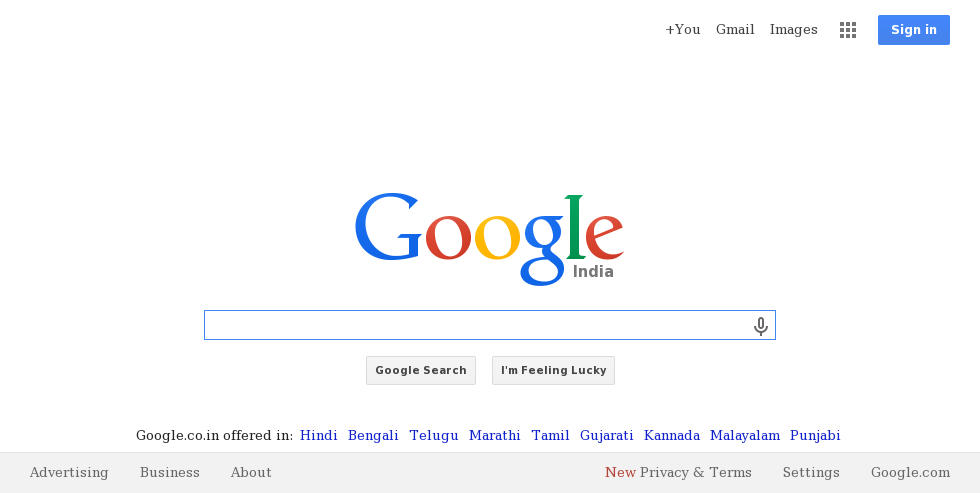 +You Gmail Images Sign in
Google
India
Google Search I'm Feeling Lucky
Google.co.in offered in: Hindi Bengali Telugu Marathi Tamil Gujarati Kannada Malayalam Punjabi
Advertising Business About New Privacy & Terms Settings Google.com